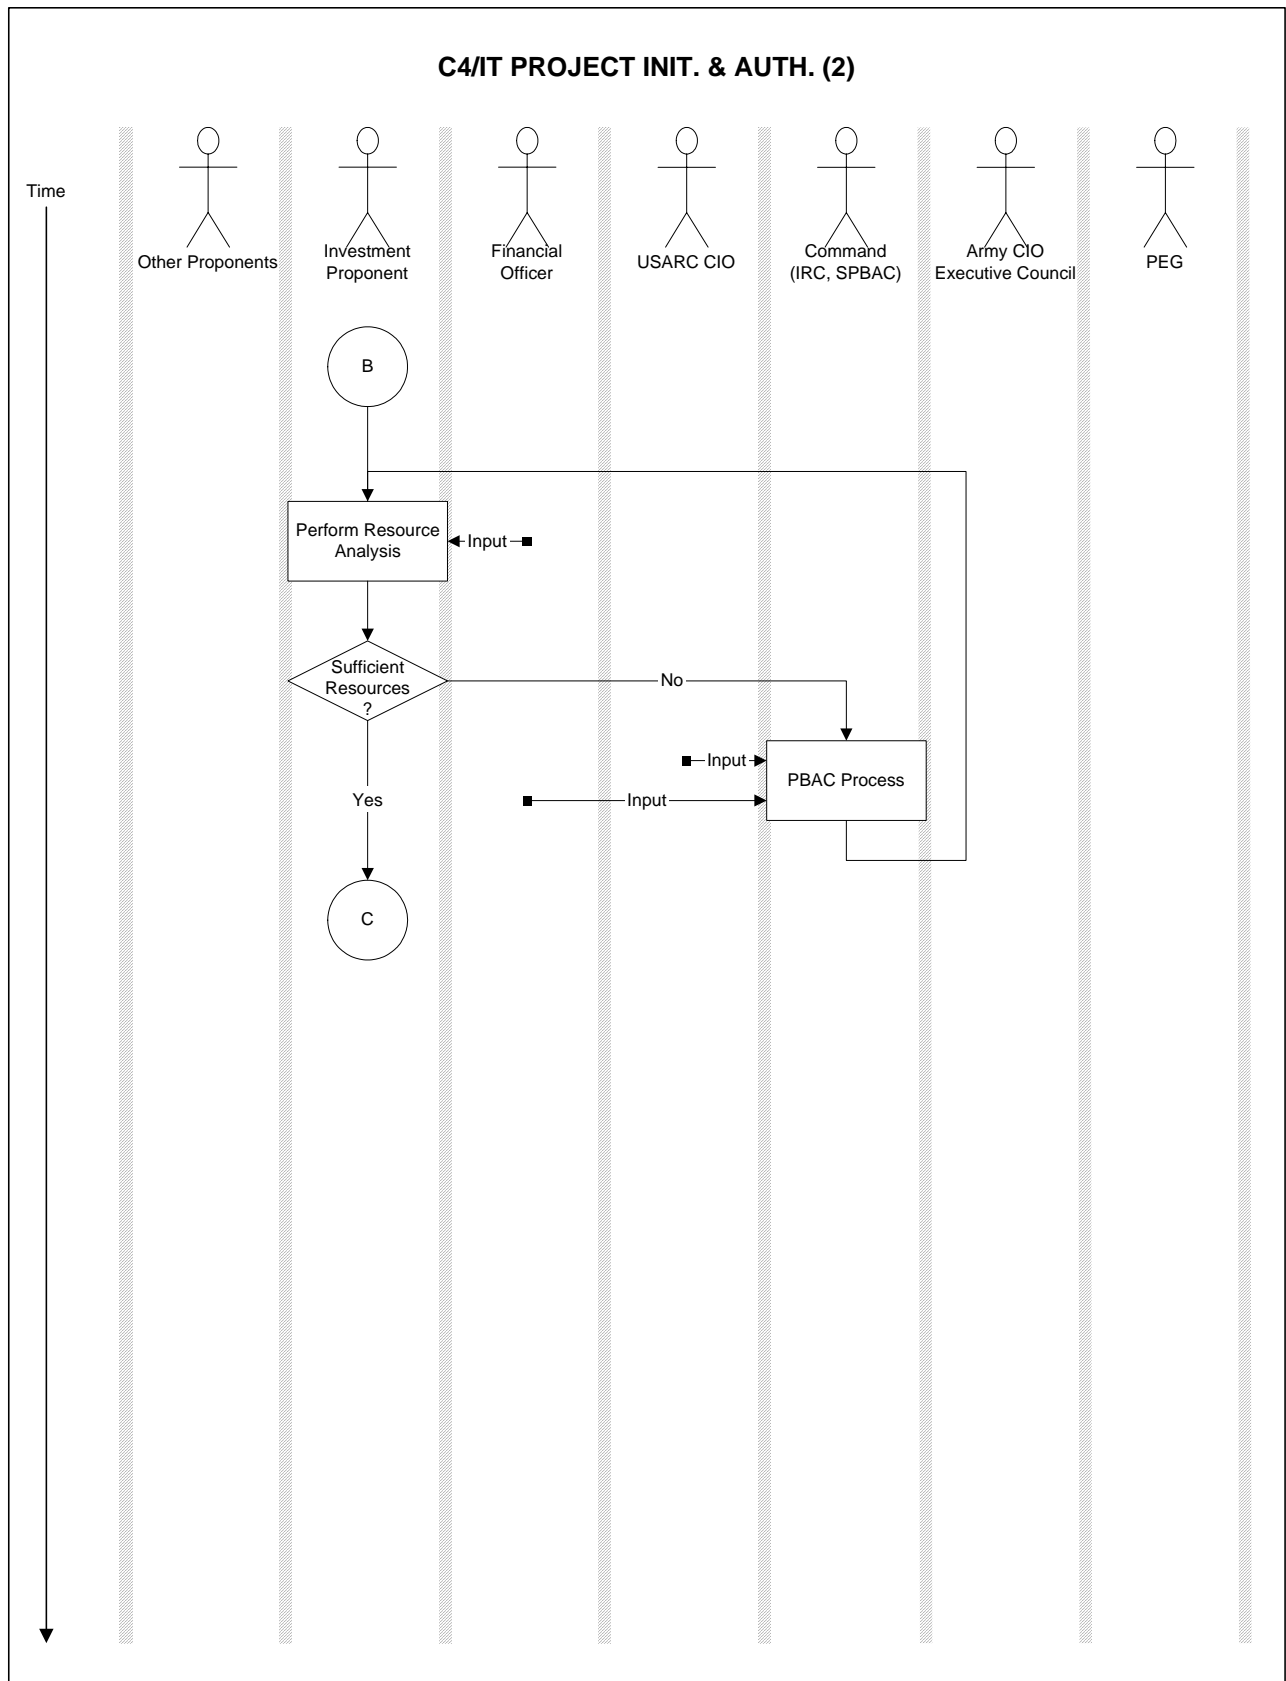 C4/IT PROJECT INIT. & AUTH. (2)
Time
Other Proponents
Investment
Proponent
Financial
Officer
USARC CIO
Command
(IRC, SPBAC)
Army CIO
Executive Council
PEG
B
Perform Resource
Analysis
Input
Sufficient
Resources
?
No
Input
PBAC Process
Yes
Input
C